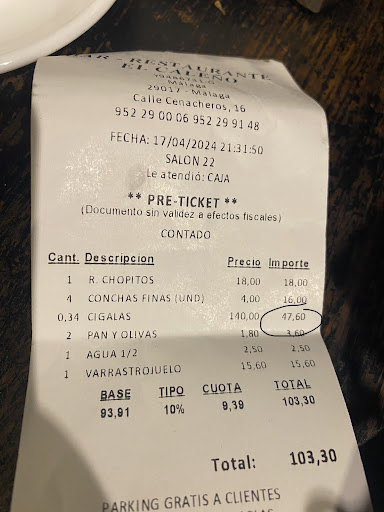 BAR - RESTAURANTE
EL CALEÑO
Málaga
29017 - Málaga
Calle Cenacheros, 16
952 29 00 06 952 29 91 48
FECHA: 17/04/2024 21:31:50
SALON 22
Le atendió: CAJA
** PRE-TICKET **
(Documento sin validez a efectos fiscales)
CONTADO
Cant. Descripcion Precio Importe
1 R. CHOPITOS 18,00 18,00
4 CONCHAS FINAS (UND) 4,00 16,00
0,34 CIGALAS 140,00 47,60
2 PAN Y OLIVAS 1,80 3,60
1 AGUA 1/2 2,50 2,50
1 VARRASTROJUELO 15,60 15,60
BASE TIPO CUOTA TOTAL
93,91 10% 9,39 103,30
Total: 103,30
PARKING GRATIS A CLIENTES